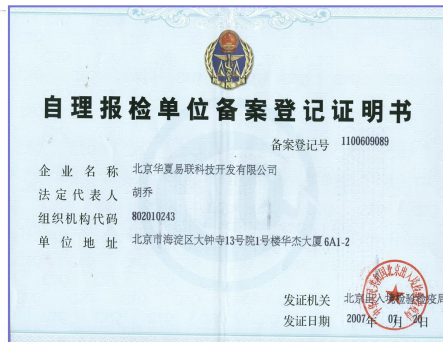 自理报检单位备案登记证明书
备案登记号 1100609089
企业名称 北京华夏易联科技开发有限公司
法定代表人 胡乔
组织机构代码 802010243
单位地址 北京市海淀区大钟寺13号院1号楼华杰大厦6A1-2
发证机关 北京出入境检验检疫局
发证日期 2007年 07月 20